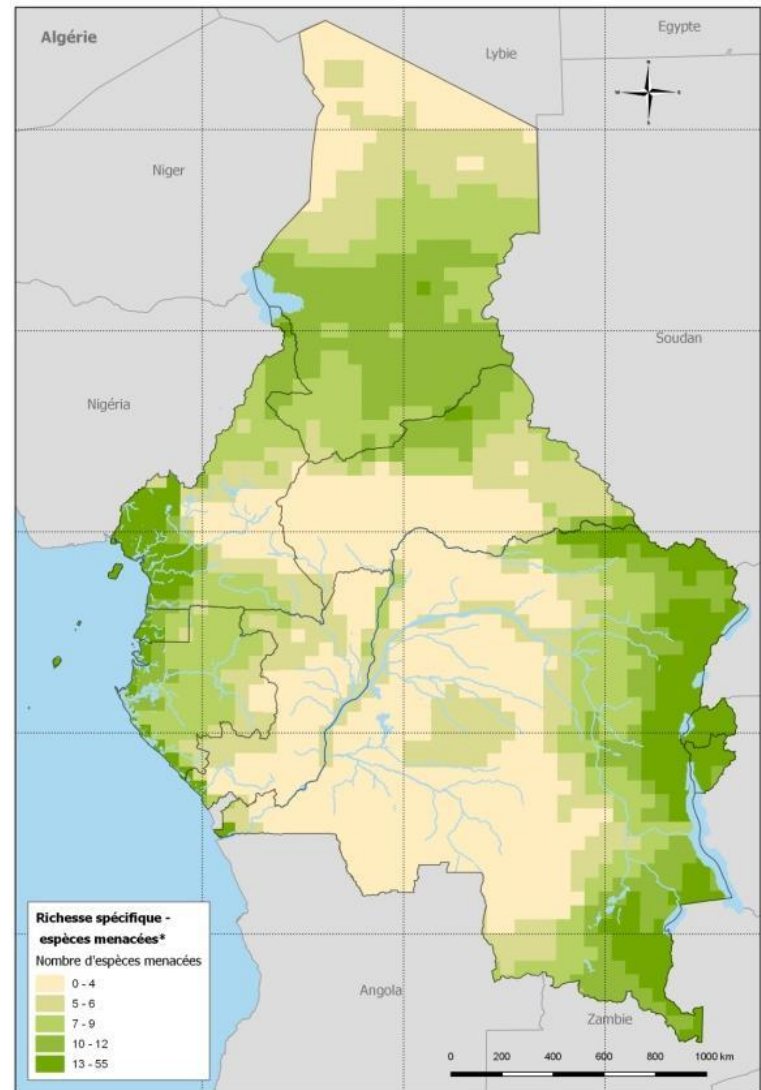 Algérie
Lybie
Egypte
N
W
E
S
Niger
Soudan
Nigéria
Angola
Zambie
Richesse spécifique -
espèces menacées*
Nombre d'espèces menacées
0 - 4
5 - 6
7 - 9
10 - 12
13 - 55
0 200 400 600 800 1000 km